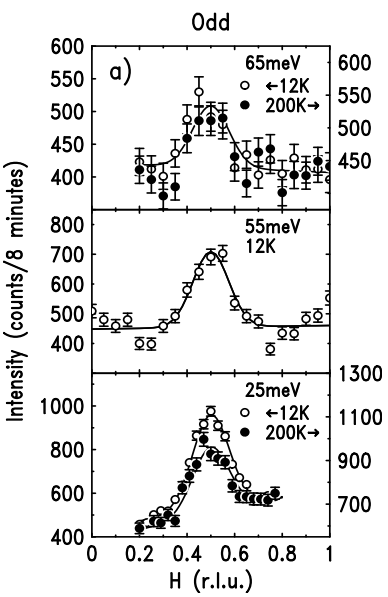 Odd
a)
65meV
←12K
200K→
600
550
500
450
400
600
550
500
450
55meV
12K
800
700
600
500
400
25meV
←12K
200K→
1000
800
600
400
1300
1100
900
700
0 0.2 0.4 0.6 0.8 1
H (r.l.u.)
Intensity (counts/8 minutes)